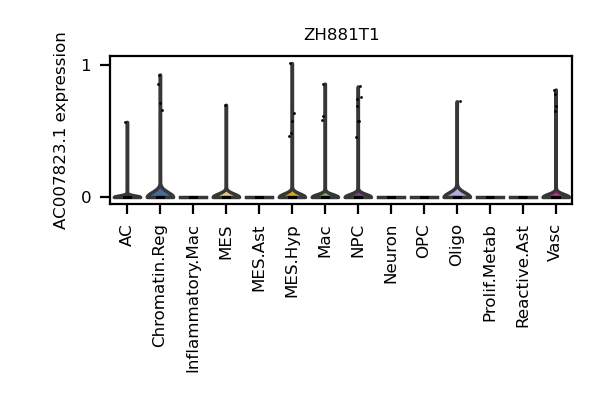 ZH881T1
AC007823.1 expression
1
0
AC
Chromatin.Reg
Inflammatory.Mac
MES
MES.Ast
MES.Hyp
Mac
NPC
Neuron
OPC
Oligo
Prolif.Metab
Reactive.Ast
Vasc